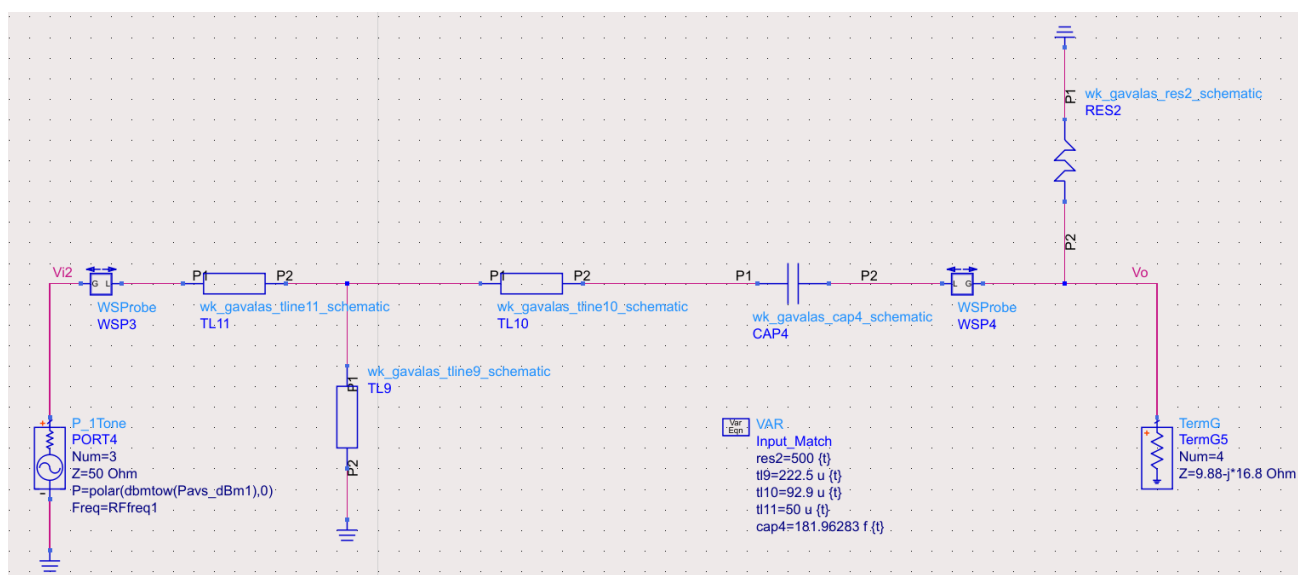 P1
wk_gavalas_res2_schematic
RES2
P2
Vi2
G L
WSProbe
WSP3
P1
P2
wk_gavalas_tline11_schematic
TL11
P1
P2
wk_gavalas_tline10_schematic
TL10
P1
P2
wk_gavalas_cap4_schematic
CAP4
L G
WSProbe
WSP4
Vo
P1
wk_gavalas_tline9_schematic
TL9
P2
P_1Tone
PORT4
Num=3
Z=50 Ohm
P=polar(dbmtow(Pavs_dBm1),0)
Freq=RFfreq1
Var
Eqn
VAR
Input_Match
res2=500 {t}
tl9=222.5 u {t}
tl10=92.9 u {t}
tl11=50 u {t}
cap4=181.96283 f {t}
TermG
TermG5
Num=4
Z=9.88-j*16.8 Ohm